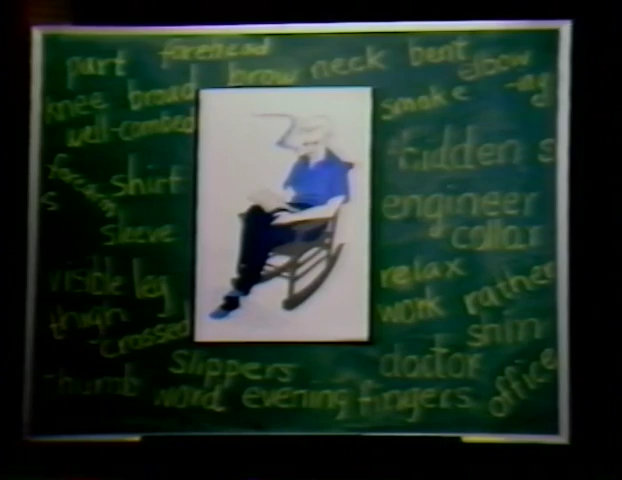 part forehead
knee broad brow neck bent elbow
well-combed smoke -ing
forearm shirt hidden s
s engineer
sleeve collar
visible leg relax
thigh work rather
crossed shin
slippers doctor
thumb word evening fingers office